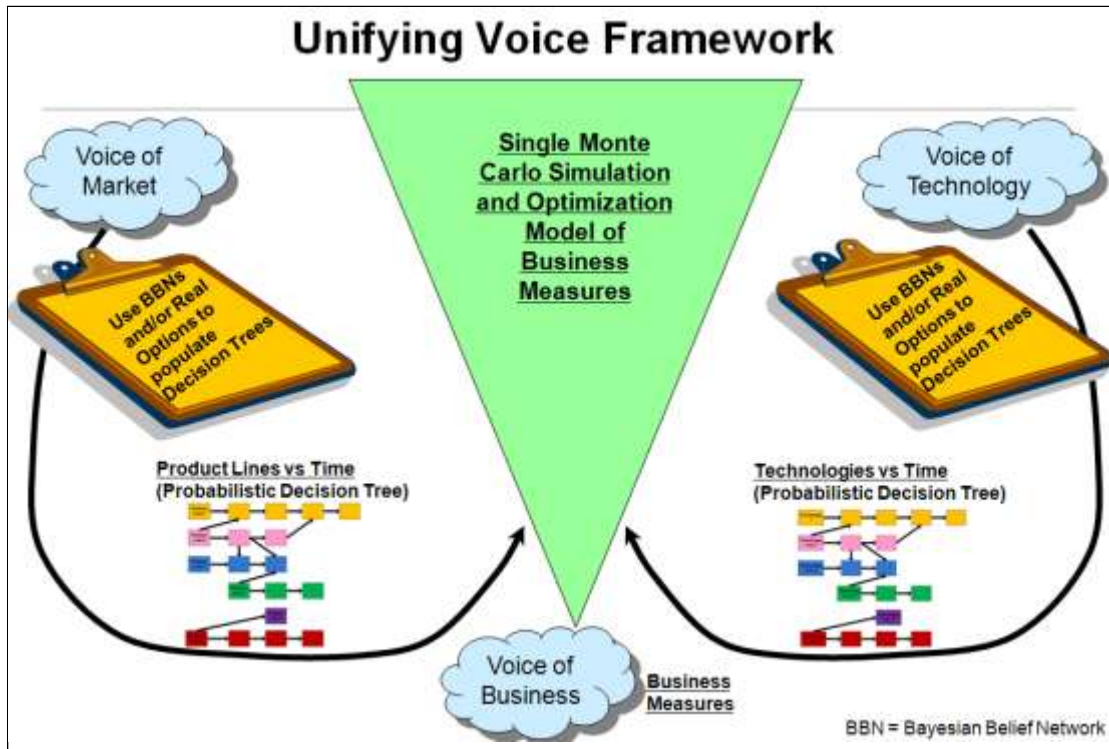 Unifying Voice Framework
Voice of
Market
Single Monte
Carlo Simulation
and Optimization
Model of
Business
Measures
Voice of
Technology
Use BBNs
and/or Real
Options to
populate
Decision Trees
Use BBNs
and/or Real
Options to
populate
Decision Trees
Product Lines vs Time
(Probabilistic Decision Tree)
Technologies vs Time
(Probabilistic Decision Tree)
Voice of
Business
Business
Measures
BBN = Bayesian Belief Network